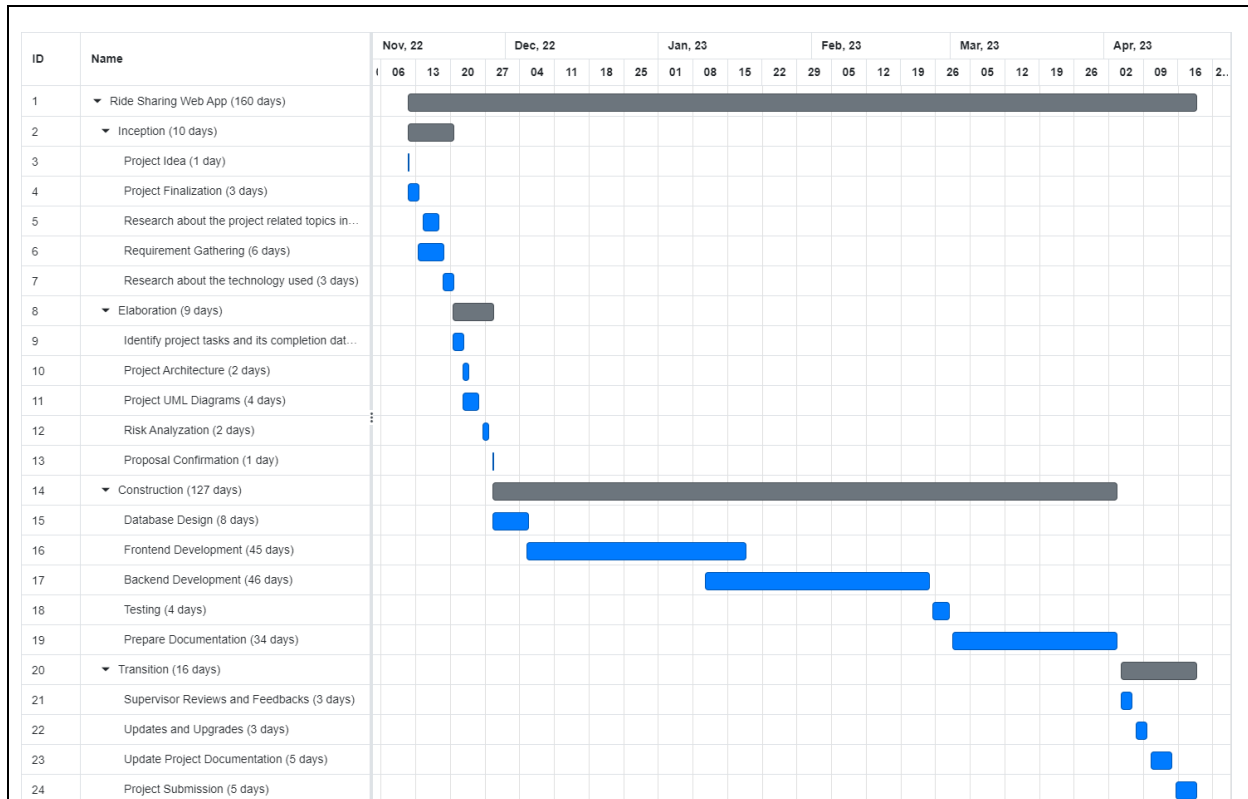 ID Name Nov, 22 Dec, 22 Jan, 23 Feb, 23 Mar, 23 Apr, 23
06 13 20 27 04 11 18 25 01 08 15 22 29 05 12 19 26 05 12 19 26 02 09 16 2..
1 Ride Sharing Web App (160 days)
2 Inception (10 days)
3 Project Idea (1 day)
4 Project Finalization (3 days)
5 Research about the project related topics in...
6 Requirement Gathering (6 days)
7 Research about the technology used (3 days)
8 Elaboration (9 days)
9 Identify project tasks and its completion dat...
10 Project Architecture (2 days)
11 Project UML Diagrams (4 days)
12 Risk Analyzation (2 days)
13 Proposal Confirmation (1 day)
14 Construction (127 days)
15 Database Design (8 days)
16 Frontend Development (45 days)
17 Backend Development (46 days)
18 Testing (4 days)
19 Prepare Documentation (34 days)
20 Transition (16 days)
21 Supervisor Reviews and Feedbacks (3 days)
22 Updates and Upgrades (3 days)
23 Update Project Documentation (5 days)
24 Project Submission (5 days)